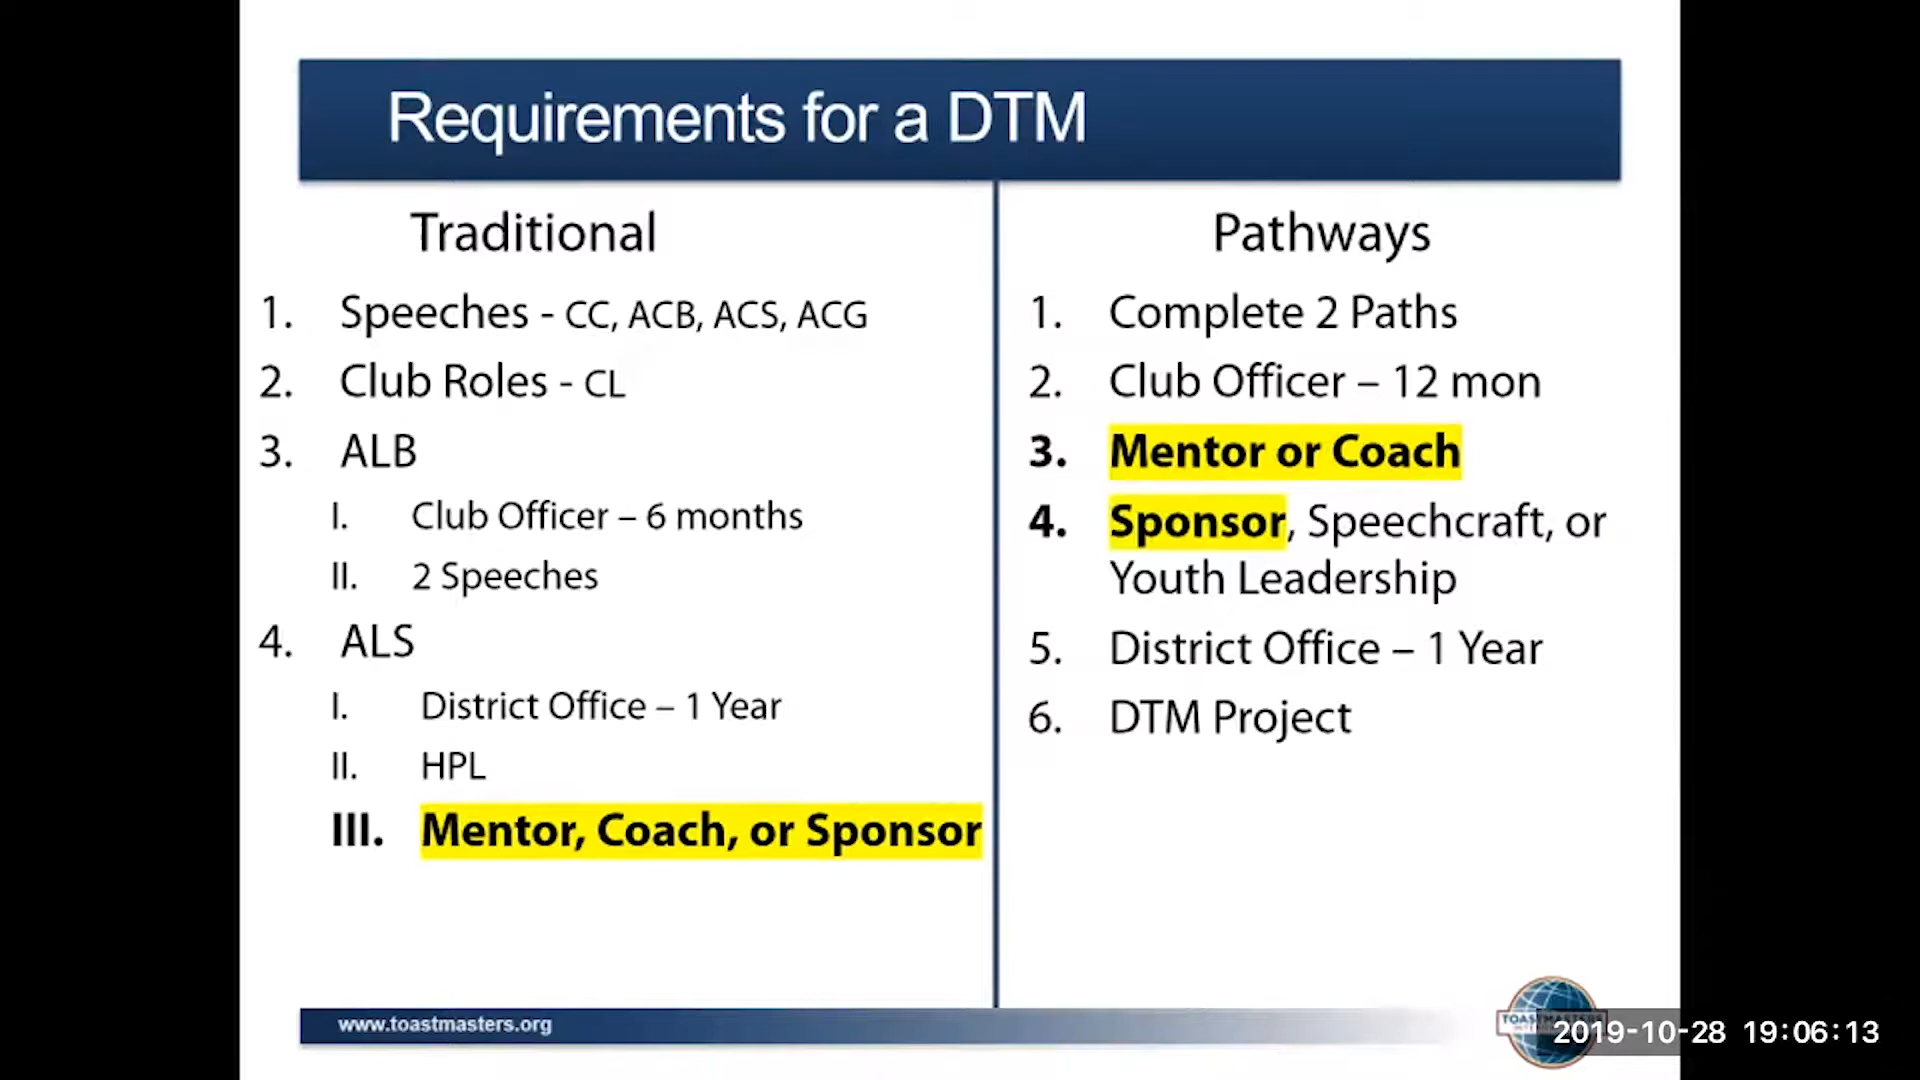 Requirements for a DTM
Traditional
1. Speeches - CC, ACB, ACS, ACG
2. Club Roles - CL
3. ALB
I. Club Officer – 6 months
II. 2 Speeches
4. ALS
I. District Office – 1 Year
II. HPL
III. Mentor, Coach, or Sponsor
Pathways
1. Complete 2 Paths
2. Club Officer – 12 mon
3. Mentor or Coach
4. Sponsor, Speechcraft, or
Youth Leadership
5. District Office – 1 Year
6. DTM Project
www.toastmasters.org
TOASTMASTERS
2019-10-28 19:06:13